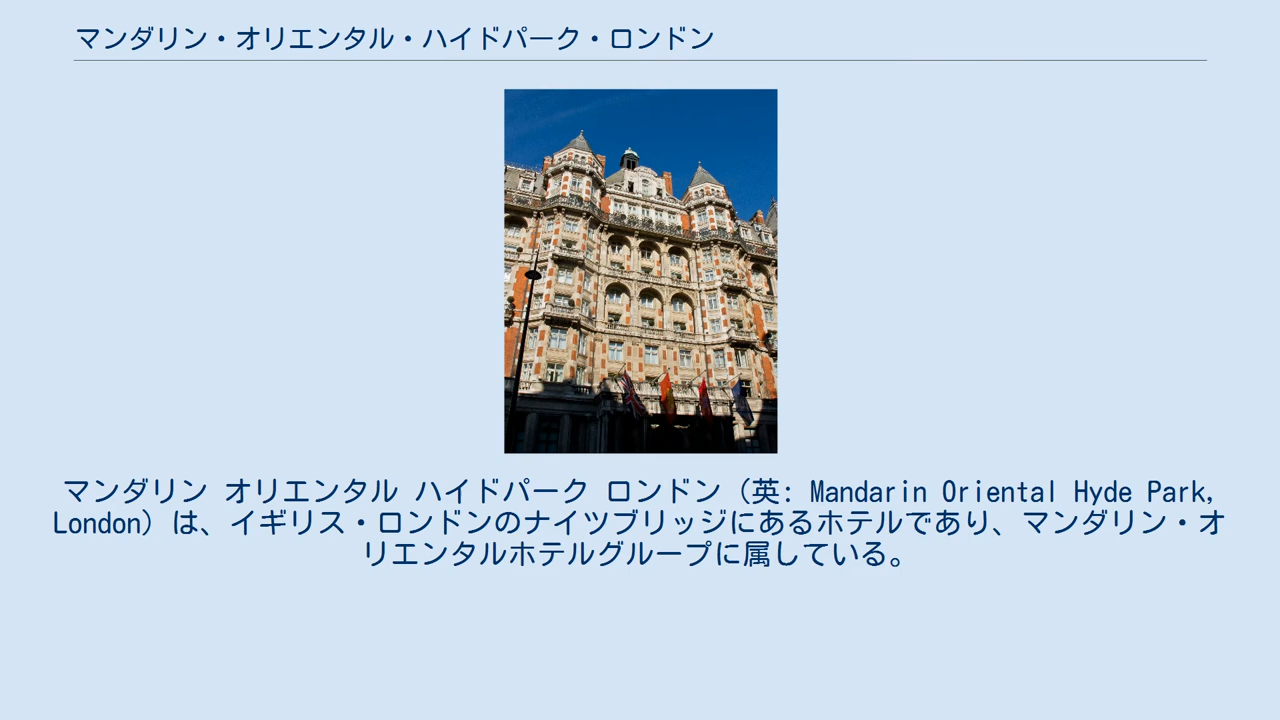 マンダリン・オリエンタル・ハイドパーク・ロンドン
マンダリン オリエンタル ハイドパーク ロンドン（英: Mandarin Oriental Hyde Park,
London）は、イギリス・ロンドンのナイツブリッジにあるホテルであり、マンダリン・オ
リエンタルホテルグループに属している。